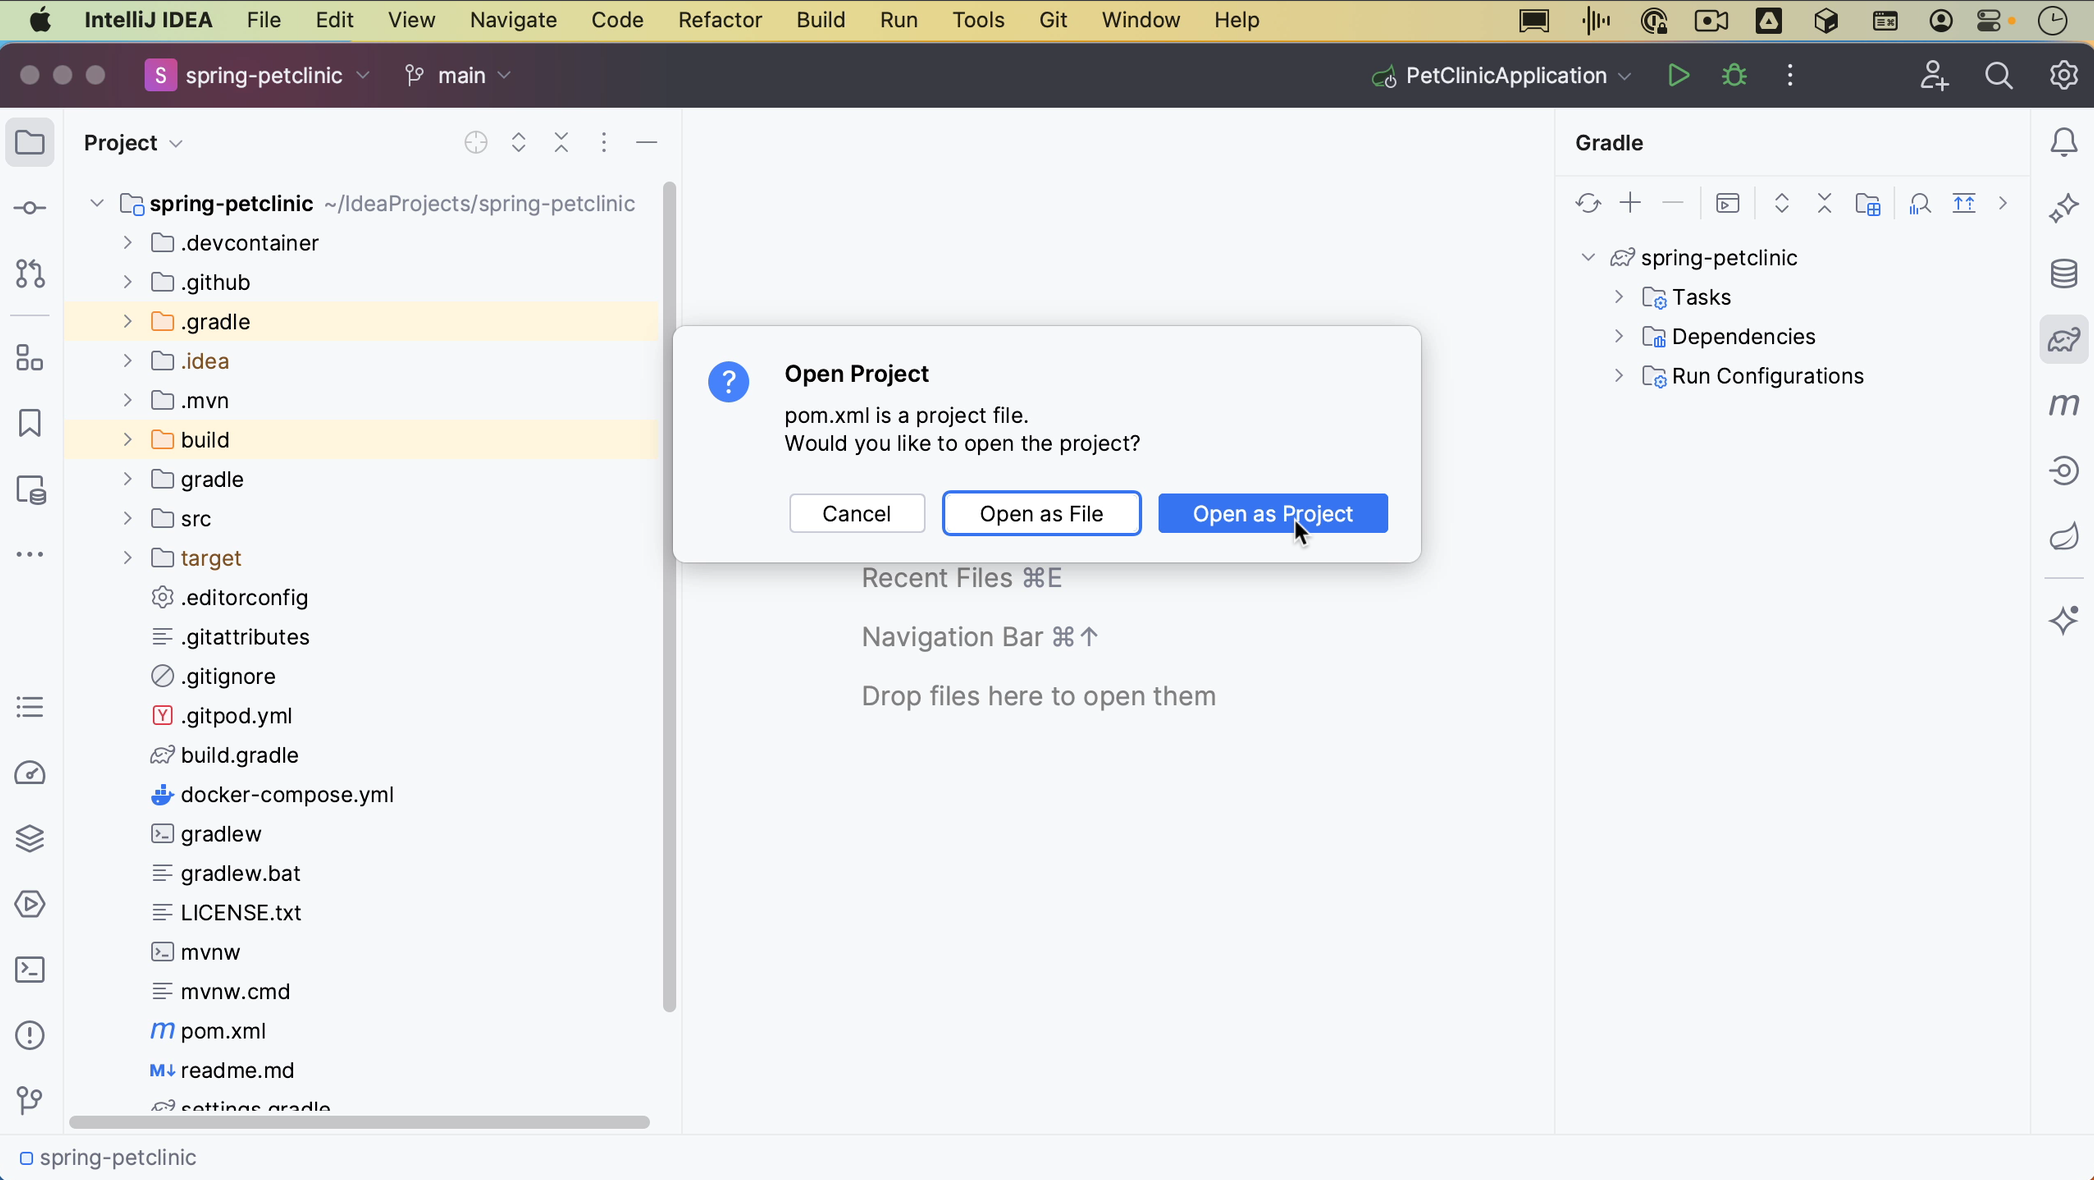 IntelliJ IDEA File Edit View Navigate Code Refactor Build Run Tools Git Window Help
S spring-petclinic main PetClinicApplication
Project
spring-petclinic ~/IdeaProjects/spring-petclinic
.devcontainer
.github
.gradle
.idea
.mvn
build
gradle
src
target
.editorconfig
.gitattributes
.gitignore
Y .gitpod.yml
build.gradle
docker-compose.yml
gradlew
gradlew.bat
LICENSE.txt
mvnw
mvnw.cmd
m pom.xml
M↓ readme.md
settings.gradle
Open Project
pom.xml is a project file.
Would you like to open the project?
Cancel Open as File Open as Project
Recent Files ⌘E
Navigation Bar ⌘↑
Drop files here to open them
Gradle
spring-petclinic
Tasks
Dependencies
Run Configurations
m
spring-petclinic